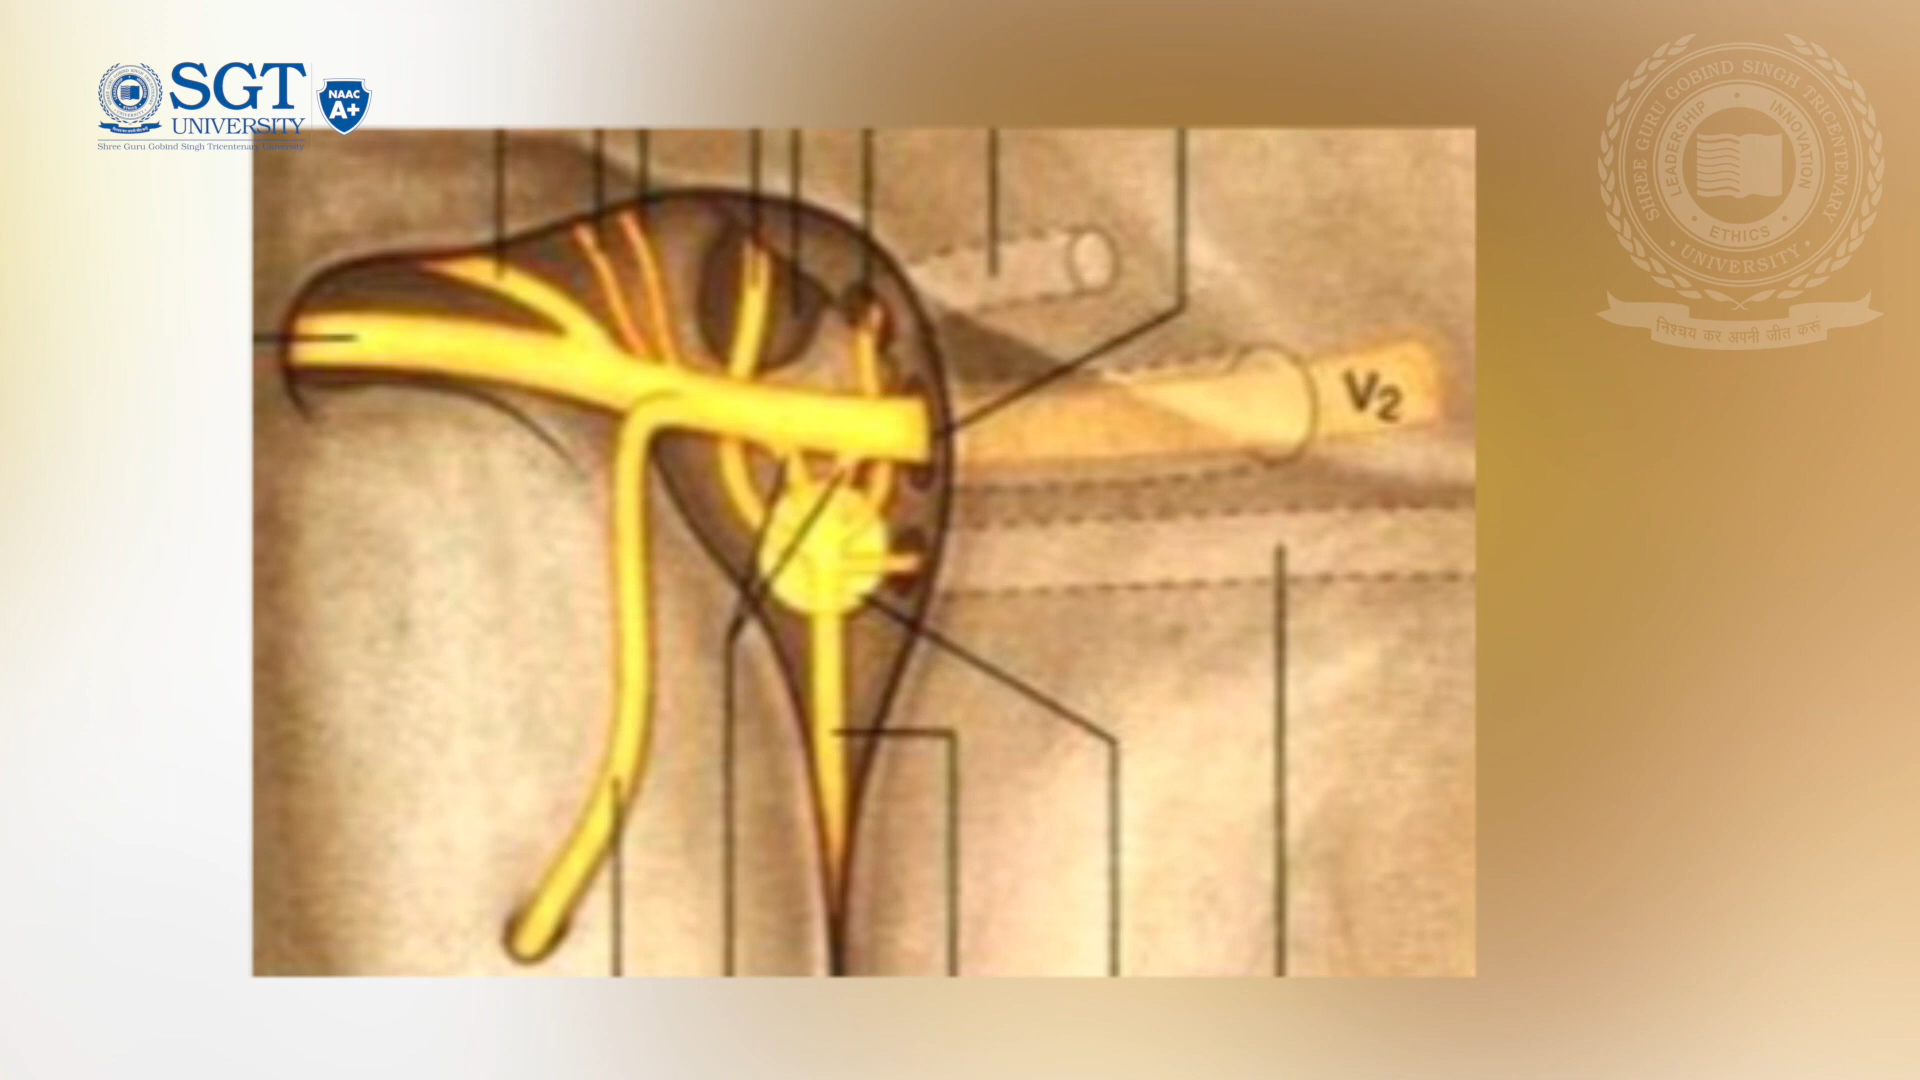 SGT
UNIVERSITY
Shree Guru Gobind Singh Tricentenary University
NAAC
A+
V2
SHREE GURU GOBIND SINGH TRICENTENARY
UNIVERSITY
LEADERSHIP
INNOVATION
ETHICS
निश्चय कर अपनी जीत करूं